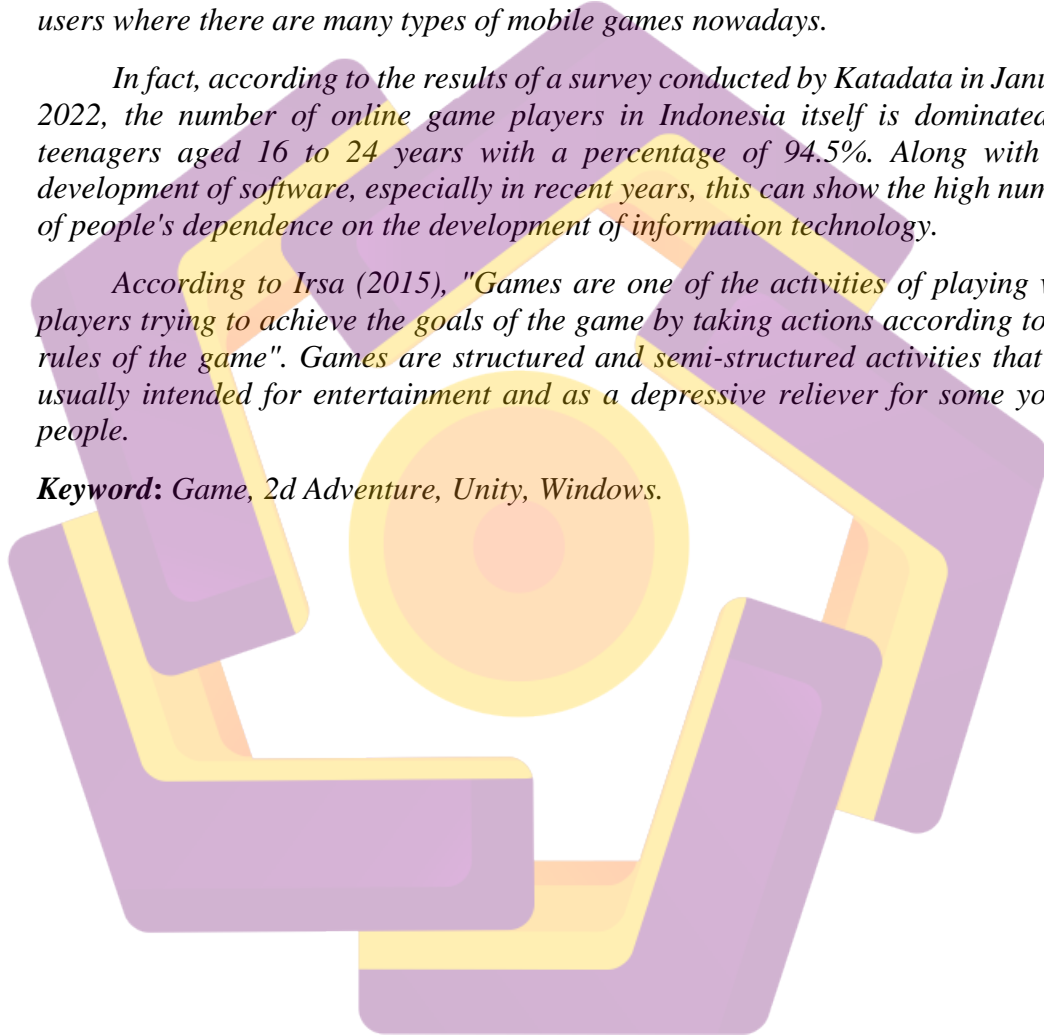 users where there are many types of mobile games nowadays.
In fact, according to the results of a survey conducted by Katadata in Janu
2022, the number of online game players in Indonesia itself is dominated
teenagers aged 16 to 24 years with a percentage of 94.5%. Along with
development of software, especially in recent years, this can show the high num
of people's dependence on the development of information technology.
According to Irsa (2015), "Games are one of the activities of playing
players trying to achieve the goals of the game by taking actions according to
rules of the game". Games are structured and semi-structured activities that
usually intended for entertainment and as a depressive reliever for some yo
people.
Keyword: Game, 2d Adventure, Unity, Windows.